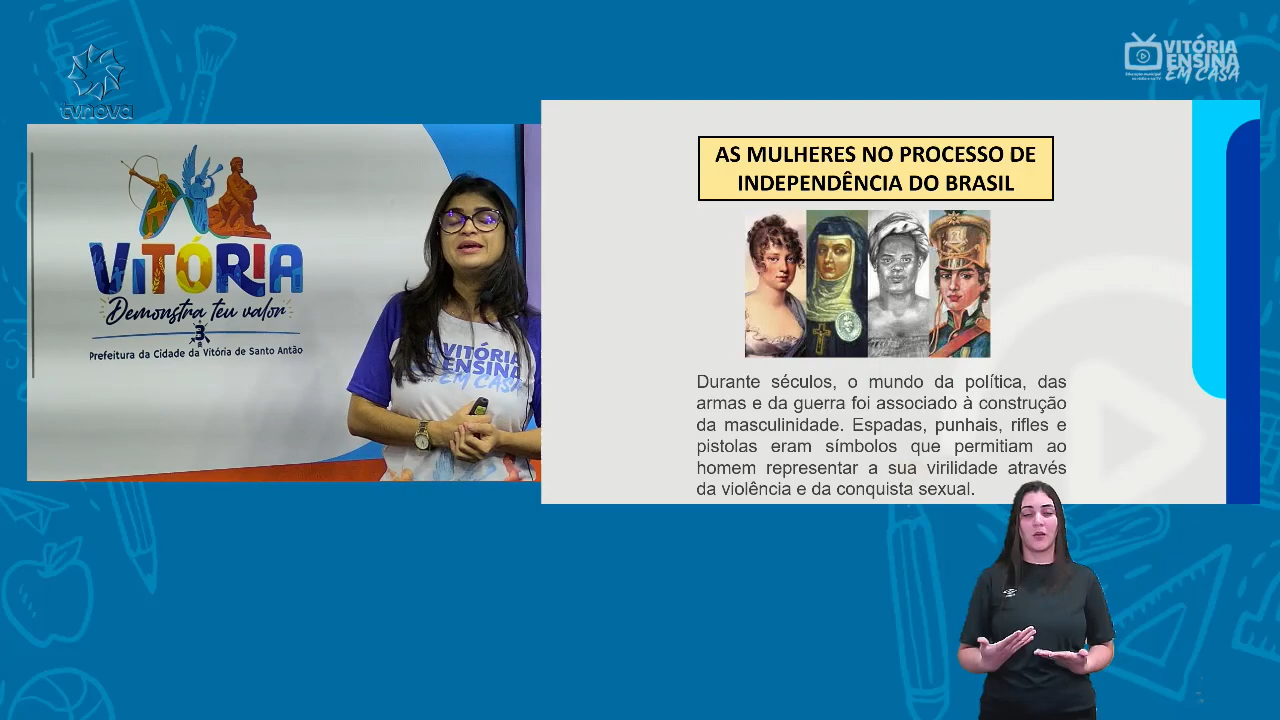 tvnova
VITÓRIA
ENSINA
EM CASA
VITÓRIA
Demonstra teu valor
Prefeitura da Cidade da Vitória de Santo Antão
VITÓRIA
ENSINA
EM CASA
AS MULHERES NO PROCESSO DE
INDEPENDÊNCIA DO BRASIL
Durante séculos, o mundo da política, das
armas e da guerra foi associado à construção
da masculinidade. Espadas, punhais, rifles e
pistolas eram símbolos que permitiam ao
homem representar a sua virilidade através
da violência e da conquista sexual.